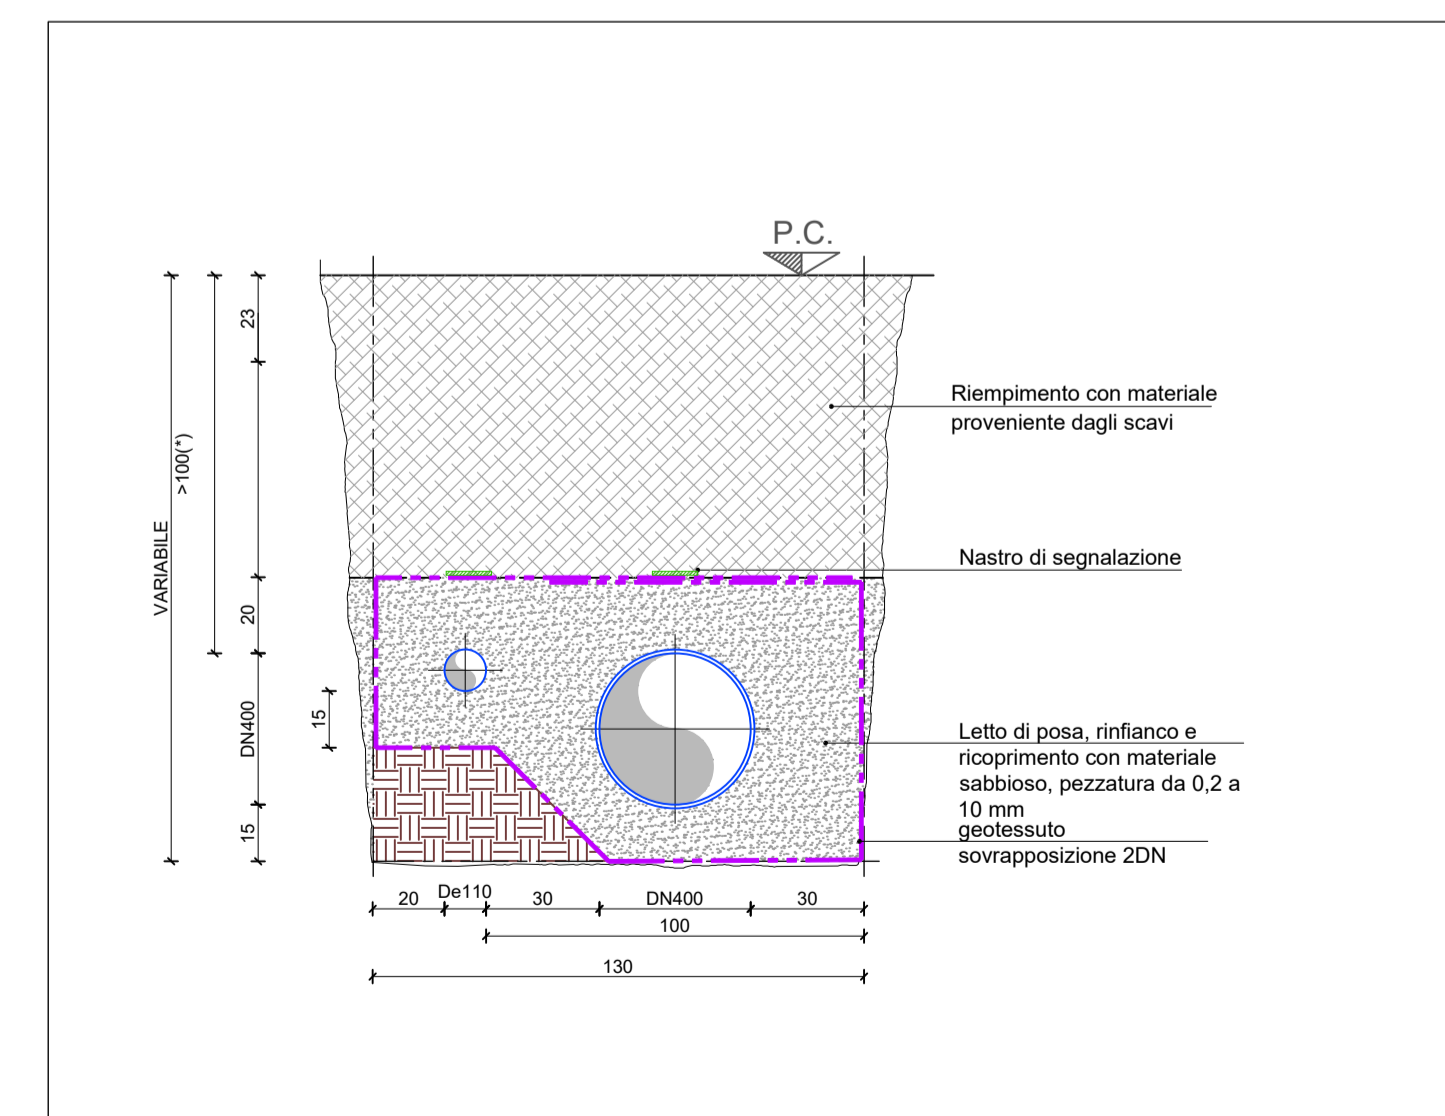 P.C.
23
>100(*)
VARIABILE
20
DN400
15
15
Riempimento con materiale
proveniente dagli scavi
Nastro di segnalazione
Letto di posa, rinfianco e
ricoprimento con materiale
sabbioso, pezzatura da 0,2 a
10 mm
geotessuto
sovrapposizione 2DN
20
De110
30
DN400
30
100
130